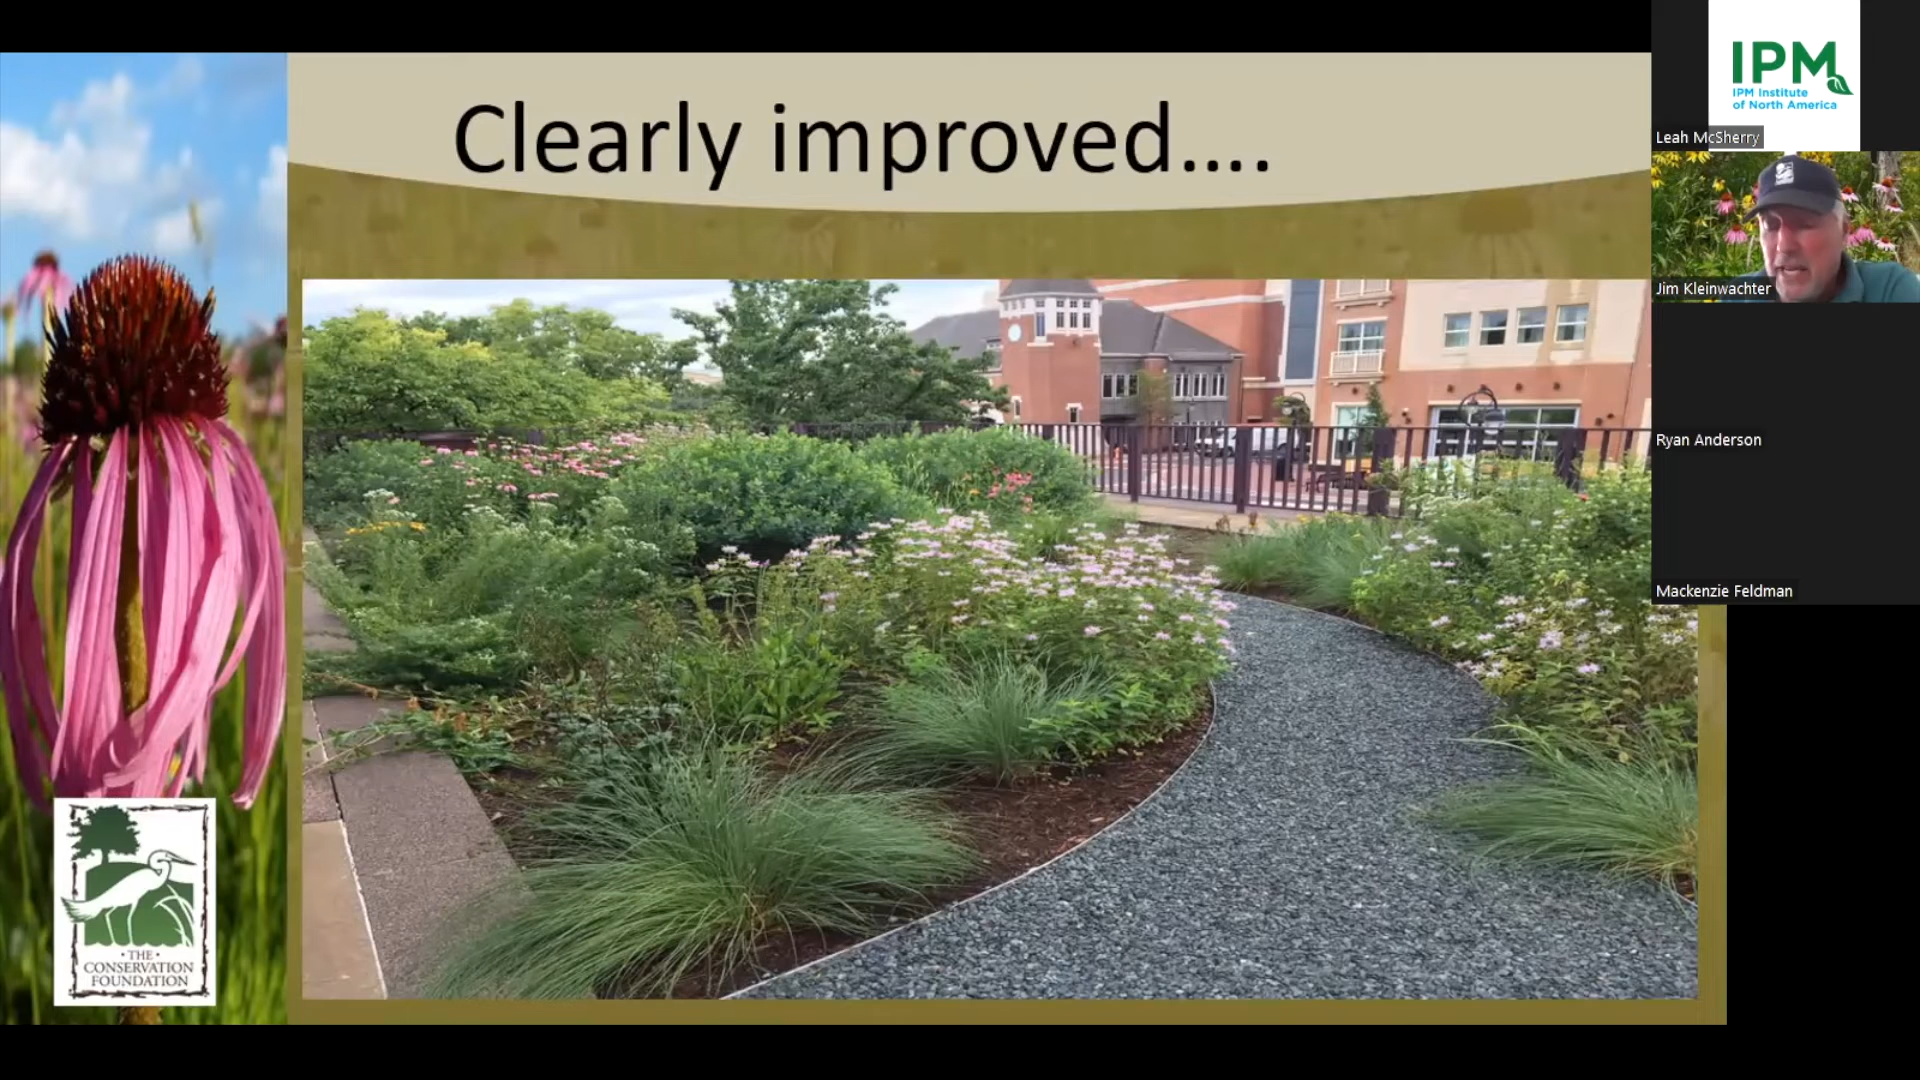 Clearly improved....
IPM
IPM Institute
of North America
Leah McSherry
Jim Kleinwachter
Ryan Anderson
Mackenzie Feldman
· THE ·
CONSERVATION
FOUNDATION